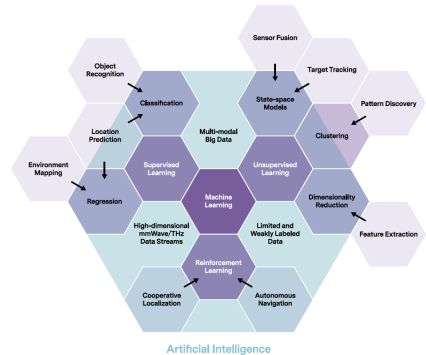 Sensor Fusion
Object
Recognition
Target Tracking
Classification
State-space
Models
Pattern Discovery
Location
Prediction
Multi-modal
Big Data
Clustering
Environment
Mapping
Supervised
Learning
Unsupervised
Learning
Regression
Machine
Learning
Dimensionality
Reduction
High-dimensional
mmWave/THz
Data Streams
Limited and
Weakly Labeled
Data
Feature Extraction
Reinforcement
Learning
Cooperative
Localization
Autonomous
Navigation
Artificial Intelligence